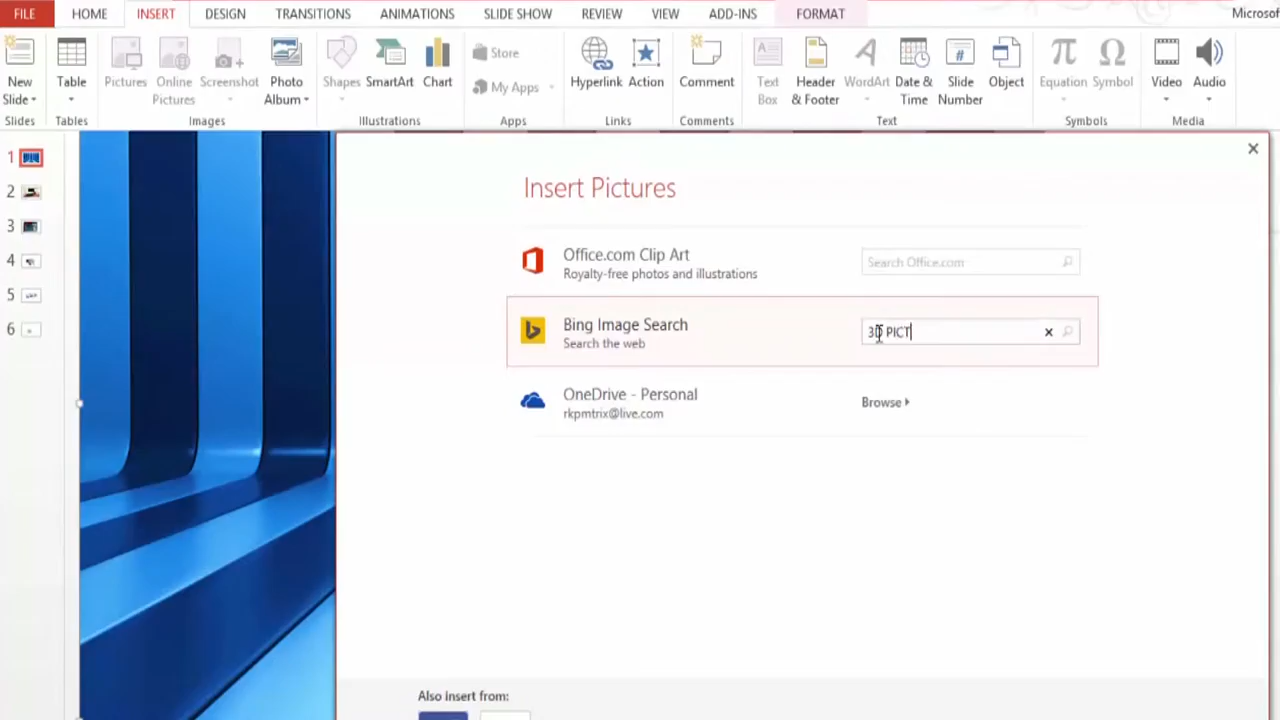 FILE HOME INSERT DESIGN TRANSITIONS ANIMATIONS SLIDE SHOW REVIEW VIEW ADD-INS FORMAT Microsof
New Slide
Table
Pictures
Online Pictures
Screenshot
Photo Album
Shapes
SmartArt
Chart
Store
My Apps
Hyperlink
Action
Comment
Text Box
Header & Footer
WordArt
Date & Time
Slide Number
Object
Equation
Symbol
Video
Audio
Slides Tables Images Illustrations Apps Links Comments Text Symbols Media
1
2
3
4
5
6
Insert Pictures
Office.com Clip Art
Royalty-free photos and illustrations
Search Office.com
Bing Image Search
Search the web
3D PICT
OneDrive - Personal
rkpmtrix@live.com
Browse
Also insert from: